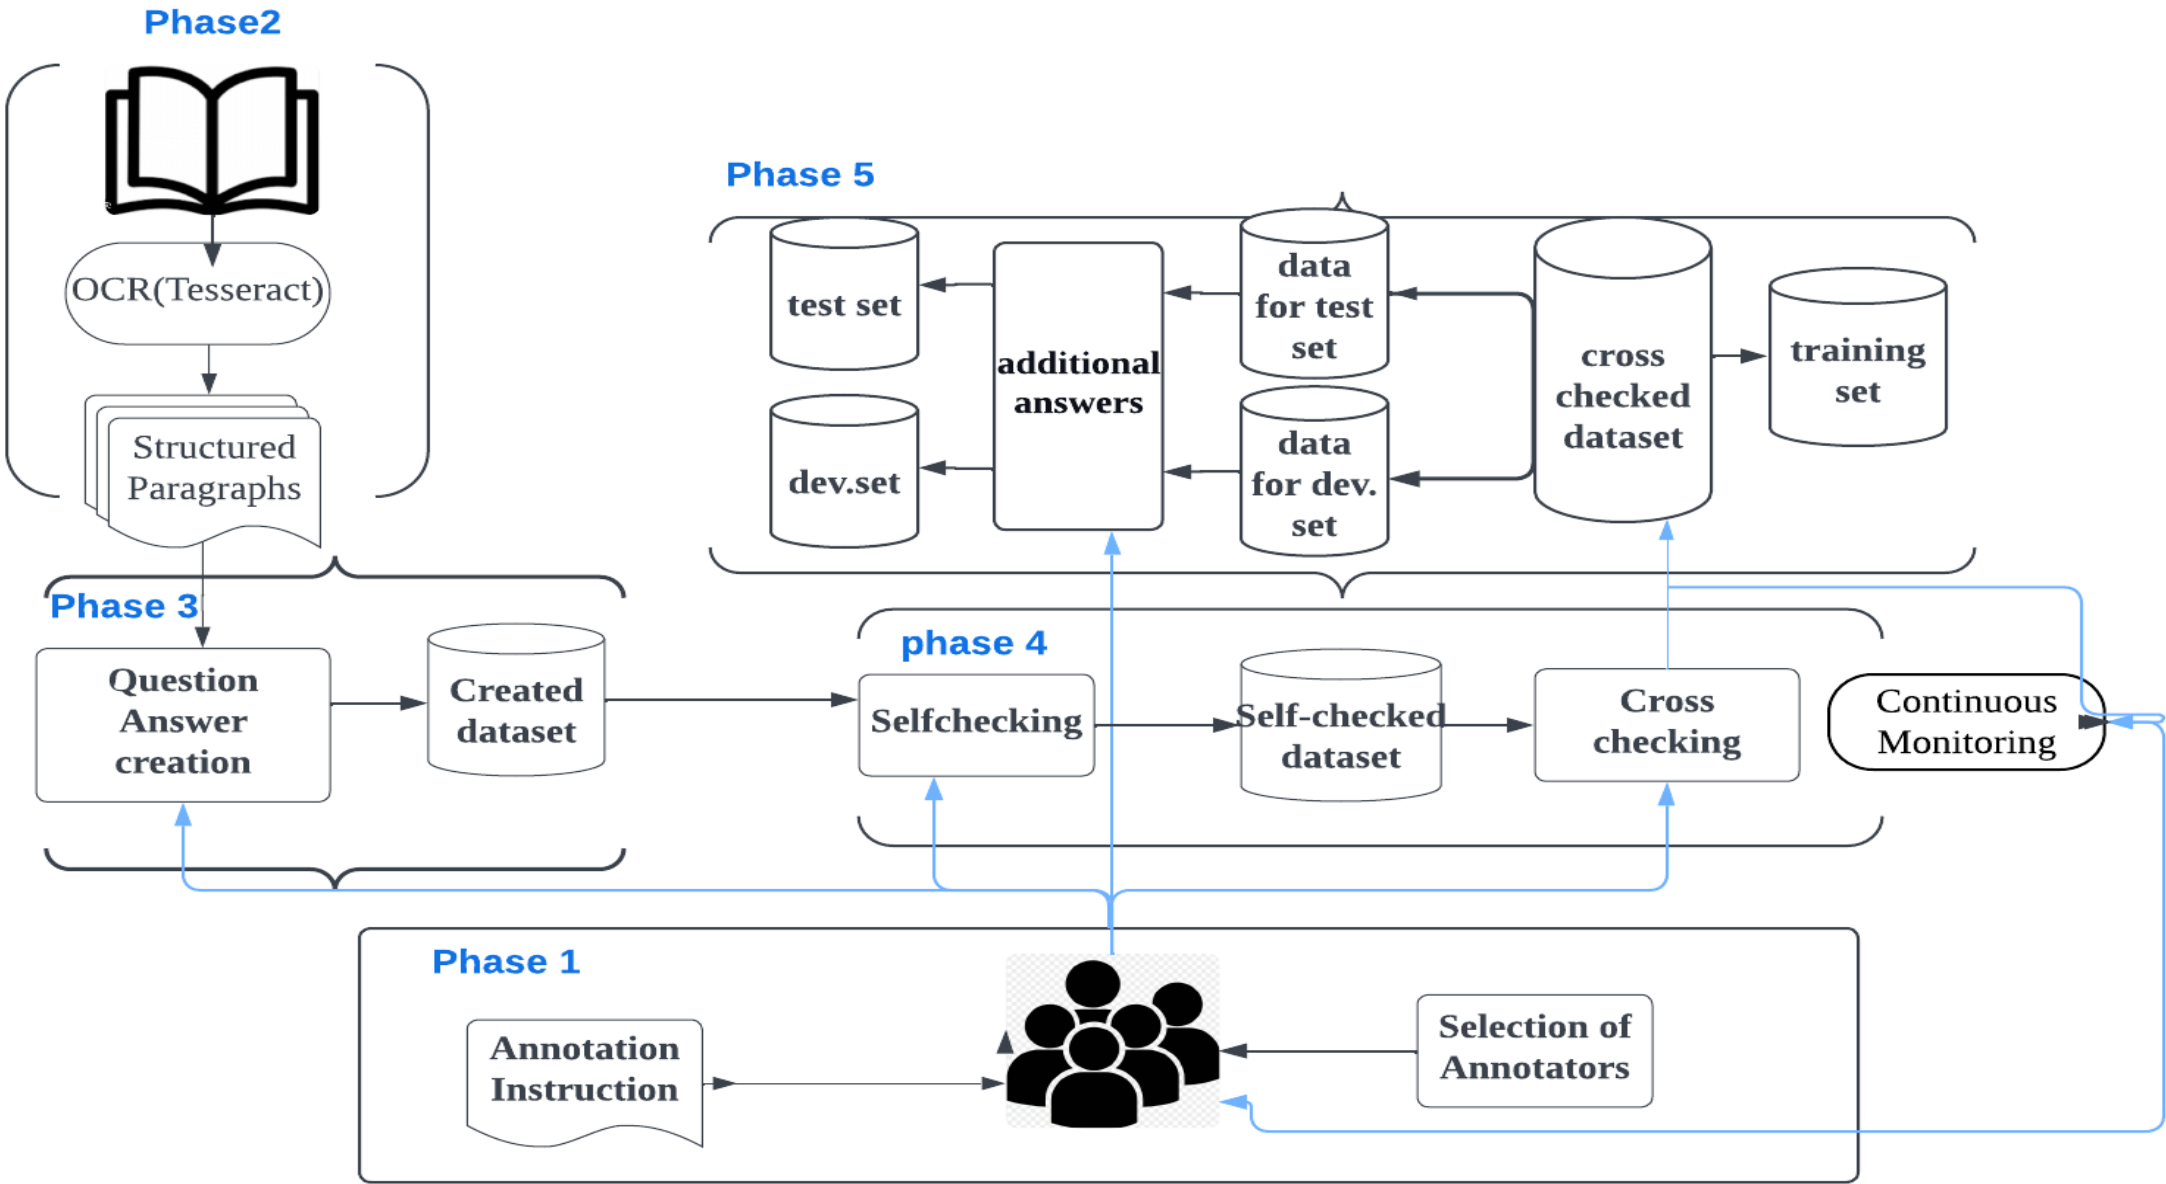 Phase2
OCR(Tesseract)
Structured
Paragraphs
Phase 5
test set
dev.set
additional
answers
data
for test
set
data
for dev.
set
cross
checked
dataset
training
set
Phase 3
Question
Answer
creation
Created
dataset
phase 4
Selfchecking
Self-checked
dataset
Cross
checking
Continuous
Monitoring
Phase 1
Annotation
Instruction
Selection of
Annotators